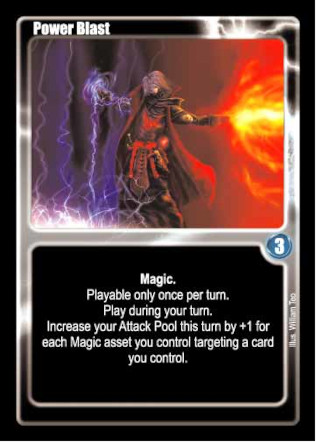 Power Blast
3
Magic.
Playable only once per turn.
Play during your turn.
Increase your Attack Pool this turn by +1 for
each Magic asset you control targeting a card
you control.
Illus. William Trio